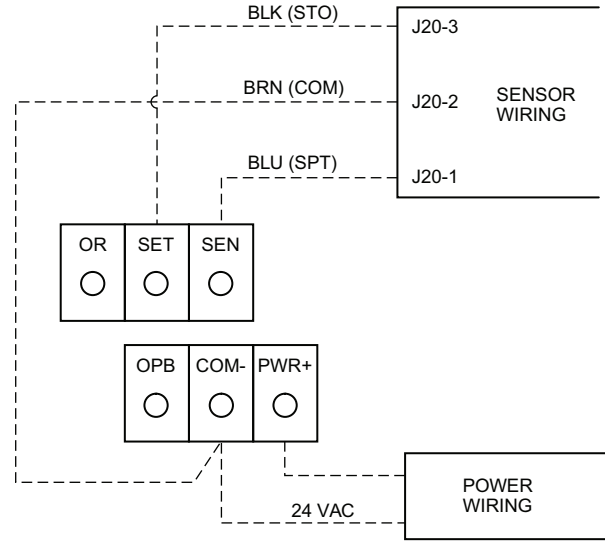 BLK (STO)
J20-3
BRN (COM)
J20-2
SENSOR
WIRING
BLU (SPT)
J20-1
OR SET SEN
OPB COM- PWR+
POWER
WIRING
24 VAC